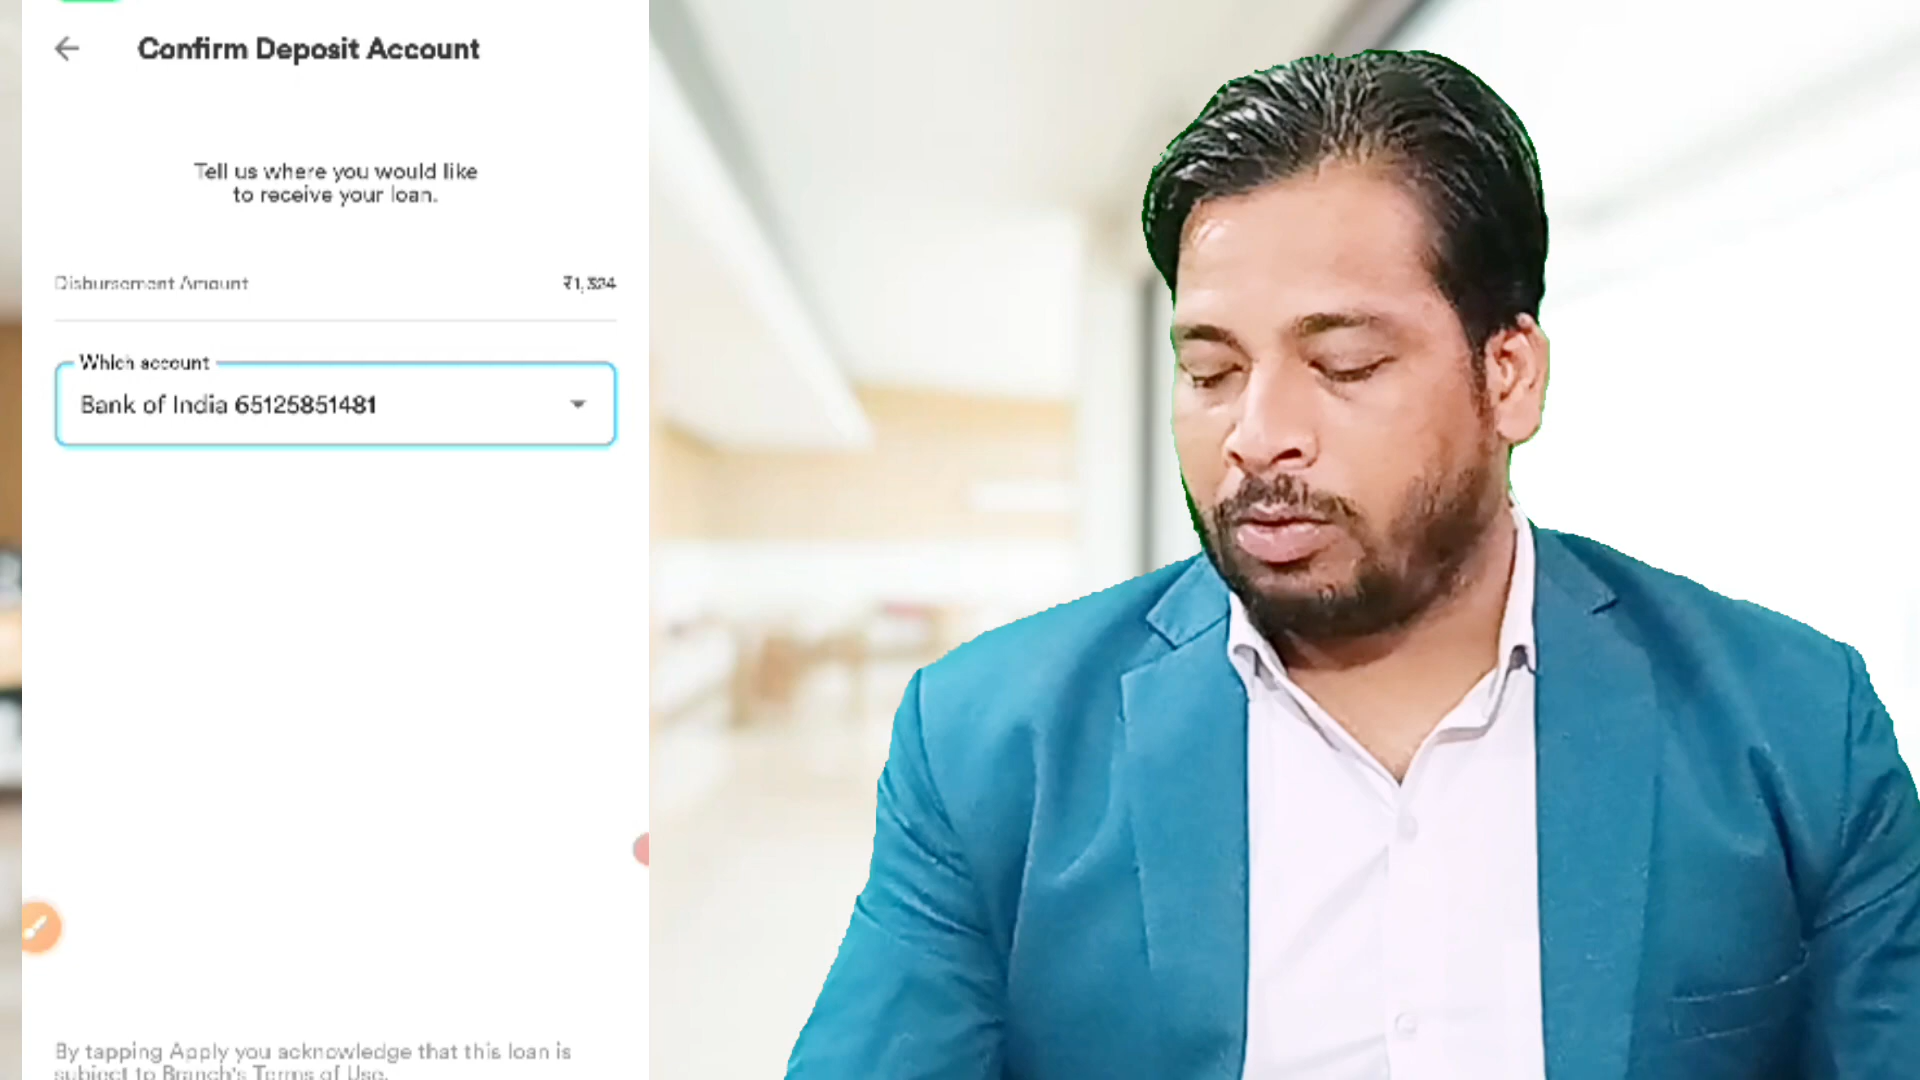 Confirm Deposit Account
Tell us where you would like
to receive your loan.
Disbursement Amount ₹1,324
Which account
Bank of India 65125851481
By tapping Apply you acknowledge that this loan is
subject to Branch's Terms of Use.